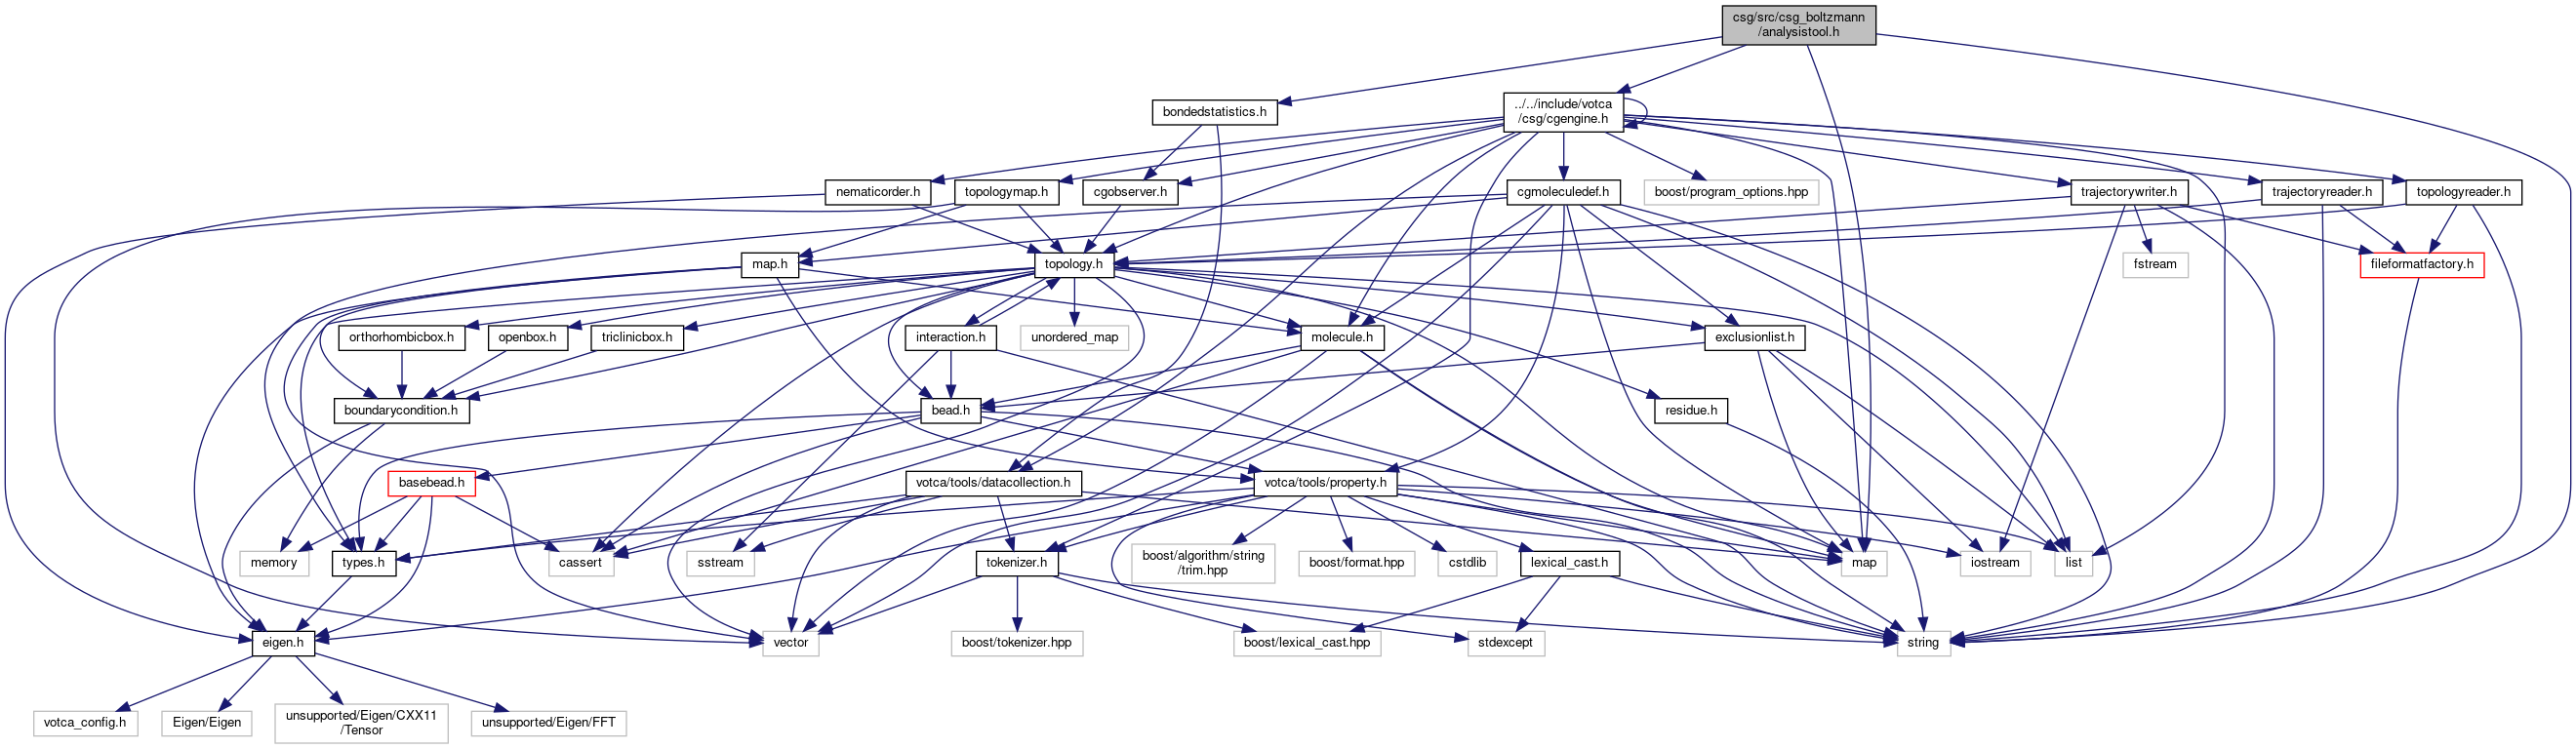 csg/src/csg_boltzmann
/analysistool.h
bondedstatistics.h
../../include/votca
/csg/cgengine.h
nematicorder.h
topologymap.h
cgobserver.h
cgmoleculedef.h
boost/program_options.hpp
trajectorywriter.h
trajectoryreader.h
topologyreader.h
map.h
topology.h
fstream
fileformatfactory.h
orthorhombicbox.h
openbox.h
triclinicbox.h
interaction.h
unordered_map
molecule.h
exclusionlist.h
boundarycondition.h
bead.h
residue.h
basebead.h
votca/tools/datacollection.h
votca/tools/property.h
memory
types.h
cassert
sstream
tokenizer.h
boost/algorithm/string
/trim.hpp
boost/format.hpp
cstdlib
lexical_cast.h
map
iostream
list
eigen.h
vector
boost/tokenizer.hpp
boost/lexical_cast.hpp
stdexcept
string
votca_config.h
Eigen/Eigen
unsupported/Eigen/CXX11
/Tensor
unsupported/Eigen/FFT